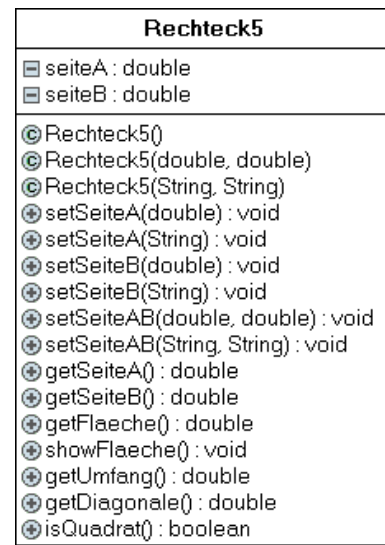 Rechteck5
seiteA : double
seiteB : double
Rechteck5()
Rechteck5(double, double)
Rechteck5(String, String)
setSeiteA(double) : void
setSeiteA(String) : void
setSeiteB(double) : void
setSeiteB(String) : void
setSeiteAB(double, double) : void
setSeiteAB(String, String) : void
getSeiteA() : double
getSeiteB() : double
getFlaeche() : double
showFlaeche() : void
getUmfang() : double
getDiagonale() : double
isQuadrat() : boolean